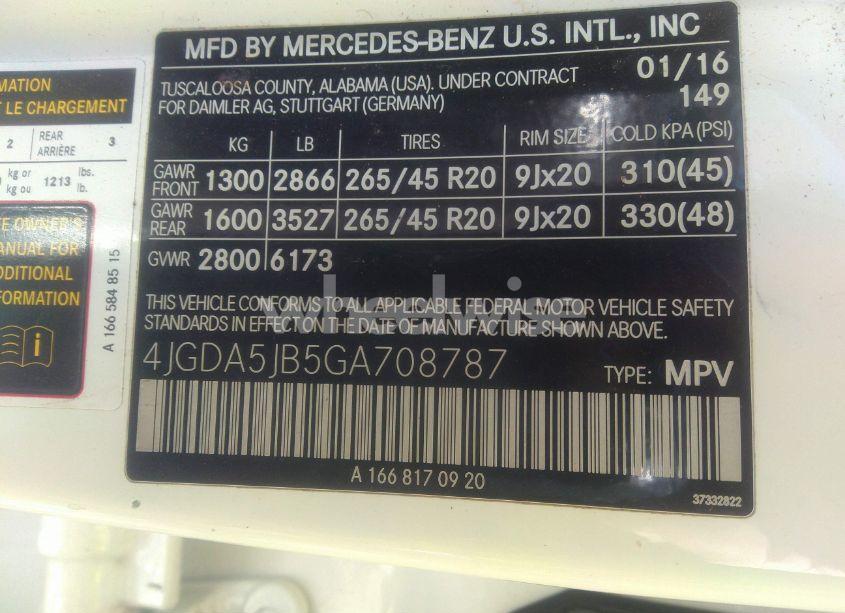 MFD BY MERCEDES-BENZ U.S. INTL., INC
TUSCALOOSA COUNTY, ALABAMA (USA). UNDER CONTRACT 01/16
FOR DAIMLER AG, STUTTGART (GERMANY) 149
KG LB TIRES RIM SIZE COLD KPA (PSI)
GAWR FRONT 1300 2866 265/45 R20 9Jx20 310(45)
GAWR REAR 1600 3527 265/45 R20 9Jx20 330(48)
GVWR 2800 6173
THIS VEHICLE CONFORMS TO ALL APPLICABLE FEDERAL MOTOR VEHICLE SAFETY
STANDARDS IN EFFECT ON THE DATE OF MANUFACTURE SHOWN ABOVE.
4JGDA5JB5GA708787 TYPE: MPV
A 166 817 09 20
37332822
LE CHARGEMENT
2 REAR ARRIÈRE 3
kg or kg ou 1213 lbs. lb.
OWNER'S
FOR
A 166 584 85 15